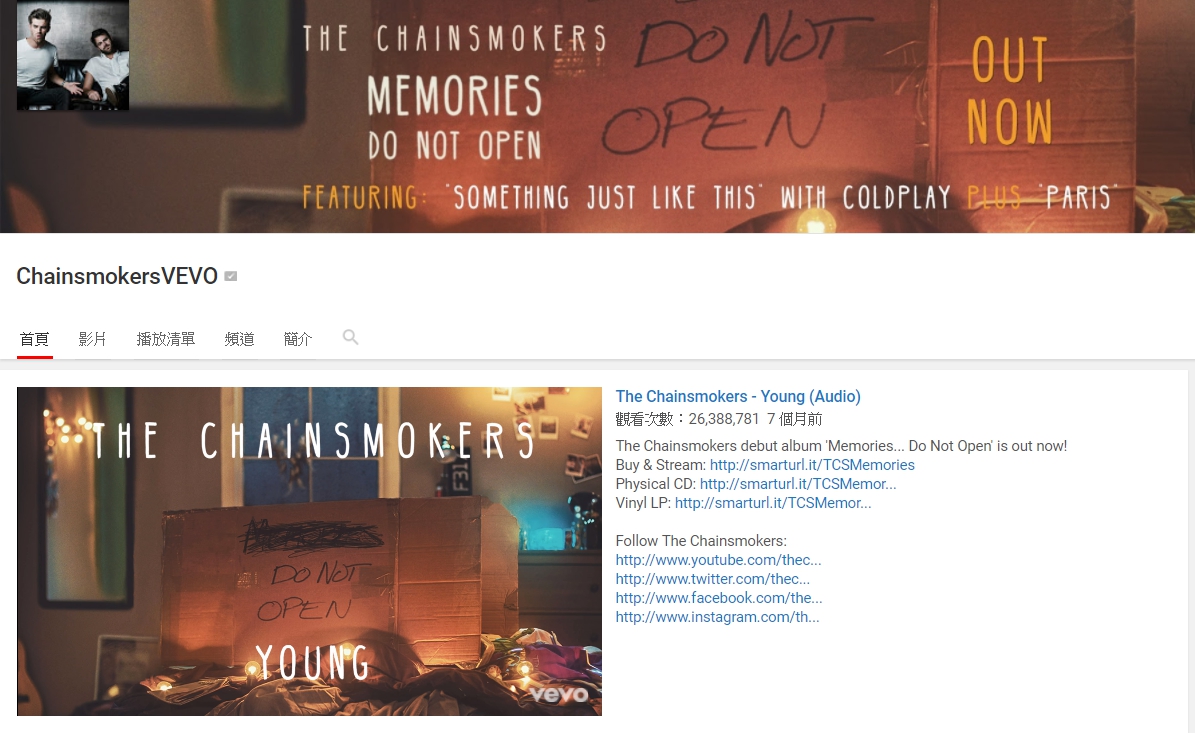 THE CHAINSMOKERS
MEMORIES
DO NOT OPEN
DO NOT
OPEN
OUT
NOW
FEATURING: "SOMETHING JUST LIKE THIS" WITH COLDPLAY PLUS "PARIS"
ChainsmokersVEVO
首頁 影片 播放清單 頻道 簡介
THE CHAINSMOKERS
F31
DO NOT
OPEN
YOUNG
vevo
The Chainsmokers - Young (Audio)
觀看次數：26,388,781 7 個月前
The Chainsmokers debut album 'Memories... Do Not Open' is out now!
Buy & Stream: http://smarturl.it/TCSMemories
Physical CD: http://smarturl.it/TCSMemor...
Vinyl LP: http://smarturl.it/TCSMemor...
Follow The Chainsmokers:
http://www.youtube.com/thec...
http://www.twitter.com/thec...
http://www.facebook.com/the...
http://www.instagram.com/th...